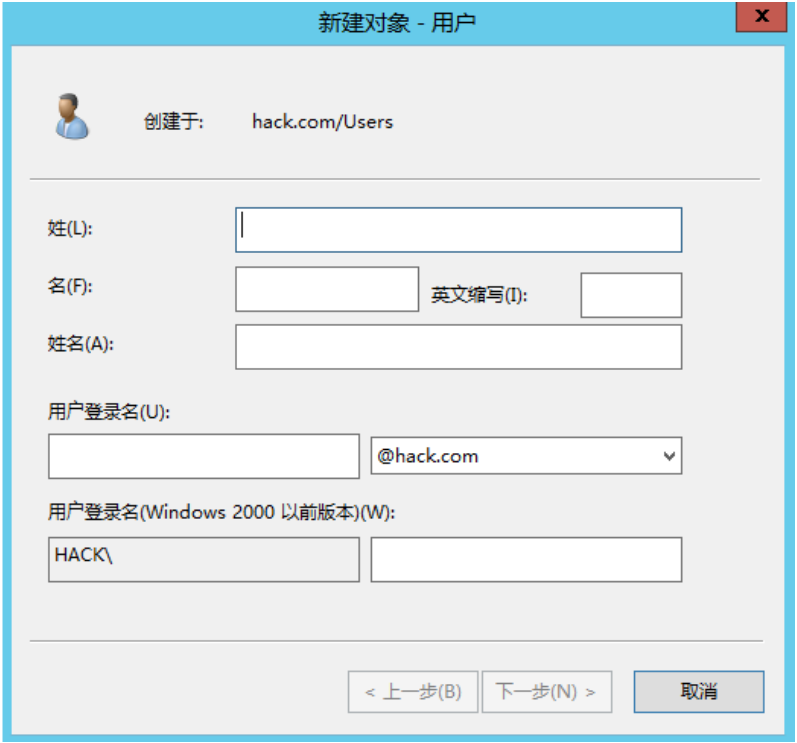 新建对象 - 用户
x
创建于: hack.com/Users
姓(L):
名(F):
英文缩写(I):
姓名(A):
用户登录名(U):
@hack.com
用户登录名(Windows 2000 以前版本)(W):
HACK\
< 上一步(B) 下一步(N) > 取消